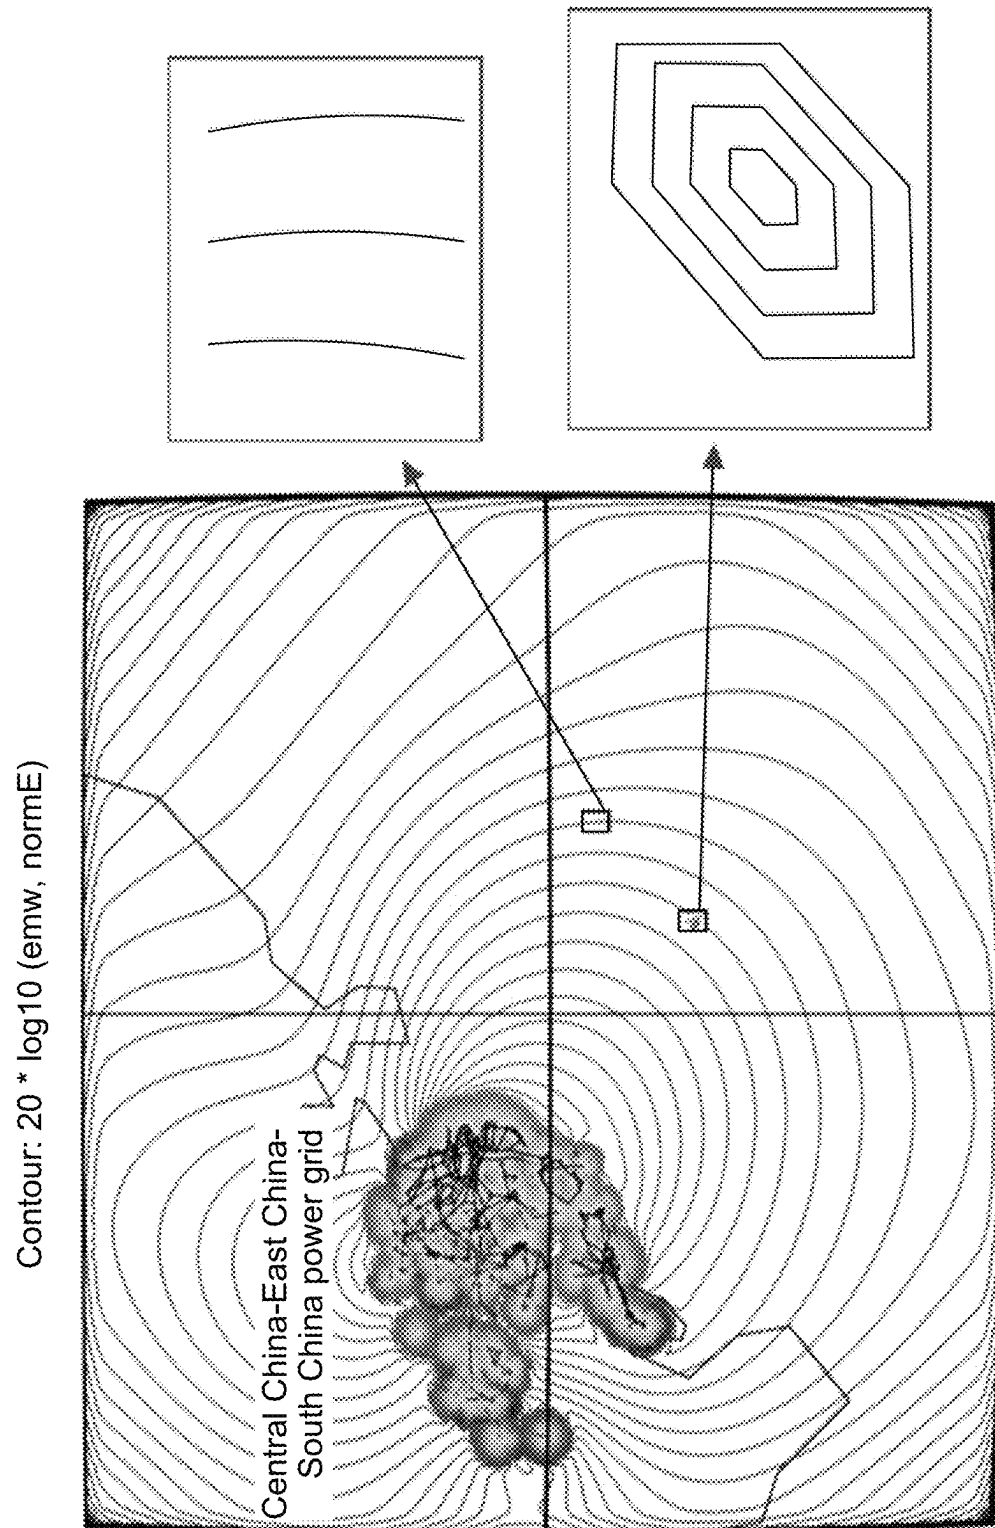 Contour: 20 * log10 (emw, normE)
Central China-East China-
South China power grid